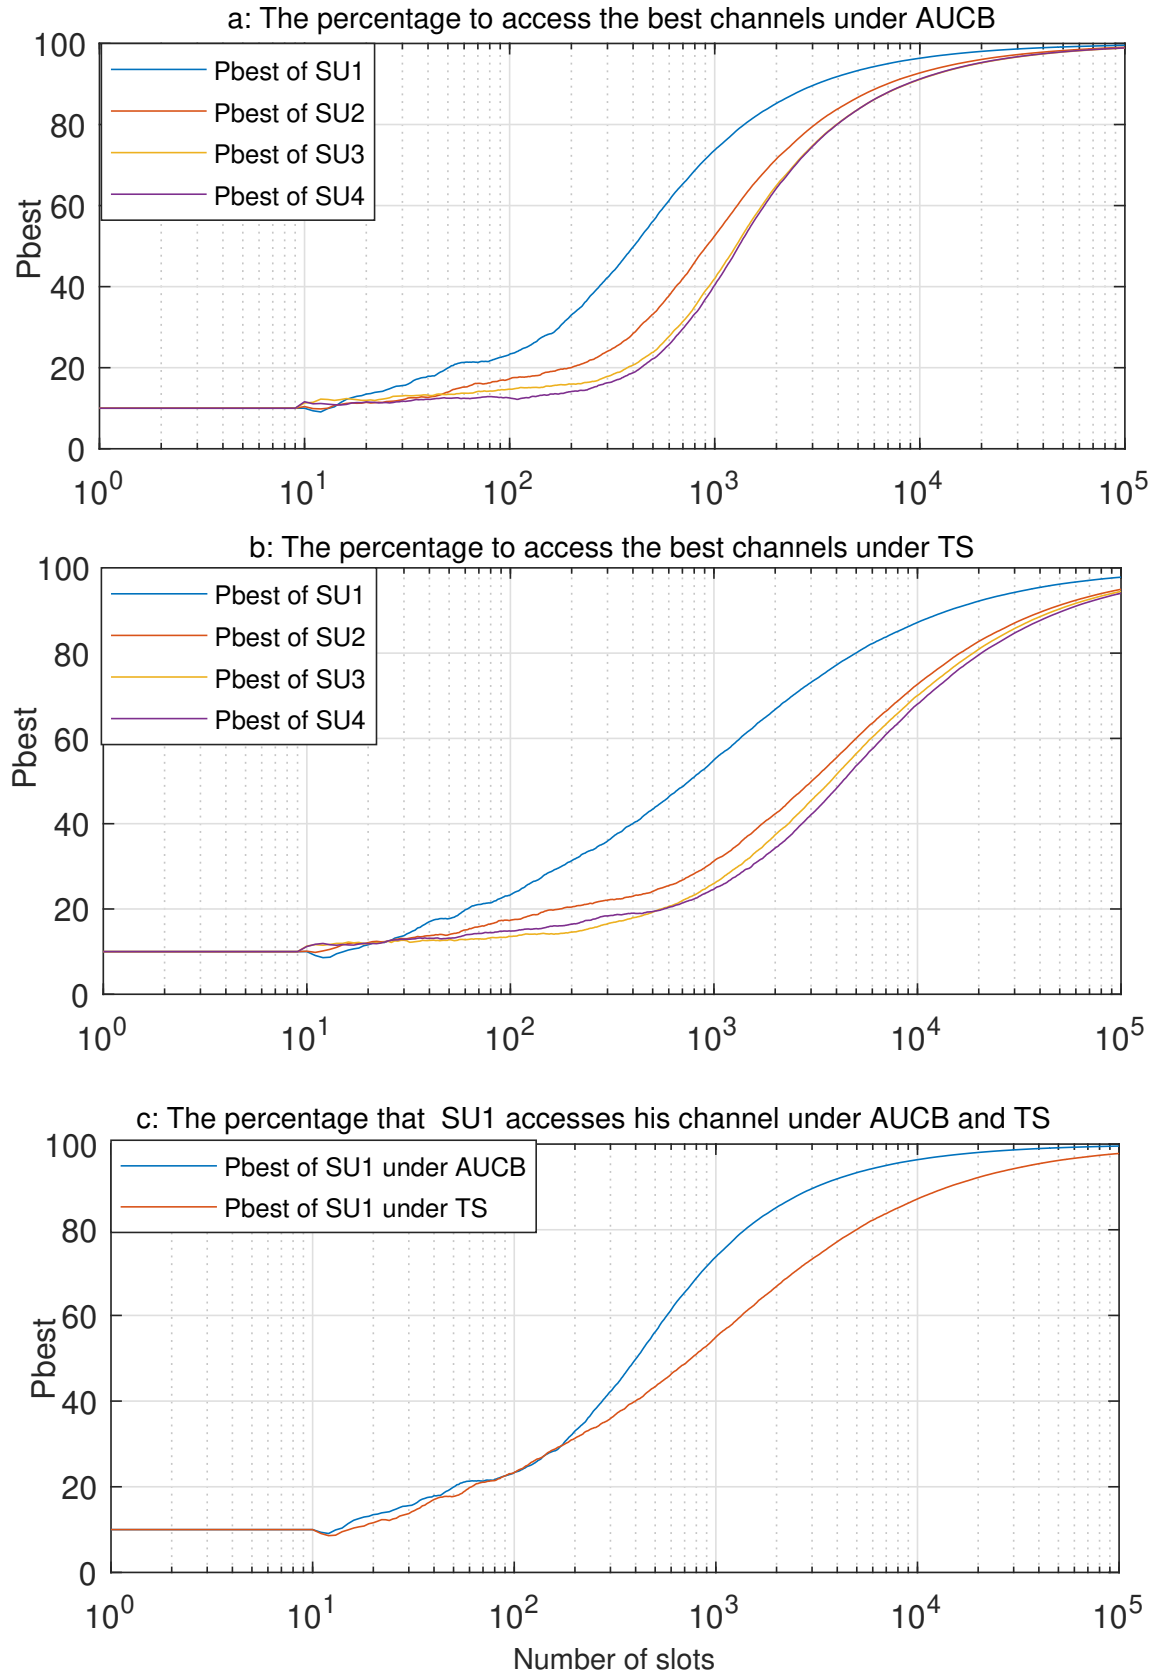 a: The percentage to access the best channels under AUCB
100
80
60
40
20
0
Pbest
Pbest of SU1
Pbest of SU2
Pbest of SU3
Pbest of SU4
10^0 10^1 10^2 10^3 10^4 10^5
b: The percentage to access the best channels under TS
100
80
60
40
20
0
Pbest
Pbest of SU1
Pbest of SU2
Pbest of SU3
Pbest of SU4
10^0 10^1 10^2 10^3 10^4 10^5
c: The percentage that SU1 accesses his channel under AUCB and TS
100
80
60
40
20
0
Pbest
Pbest of SU1 under AUCB
Pbest of SU1 under TS
10^0 10^1 10^2 10^3 10^4 10^5
Number of slots